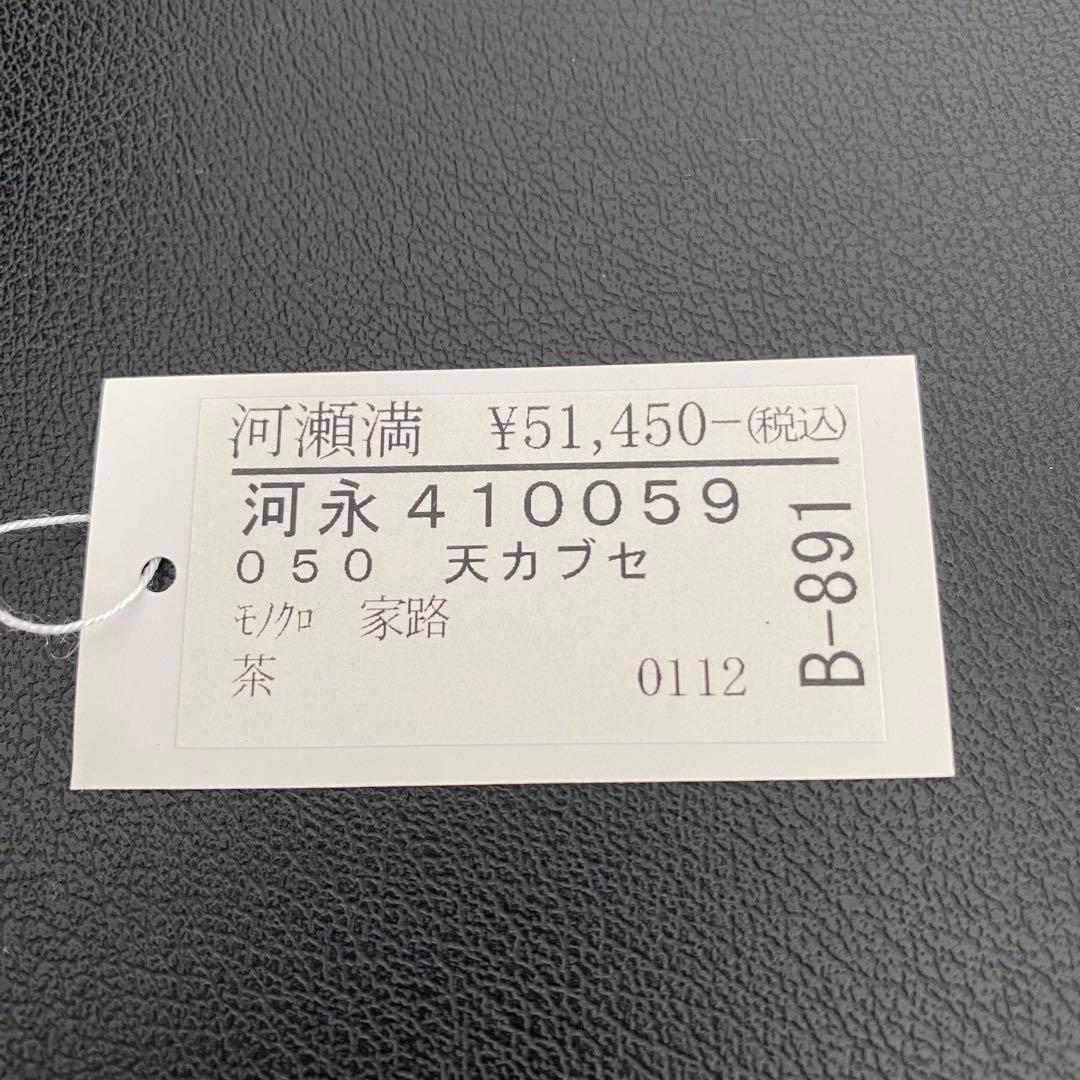 河瀬満 ¥51,450-(税込)
河永410059
050 天カブセ
ﾓﾉｸﾛ 家路
茶 0112
B-891